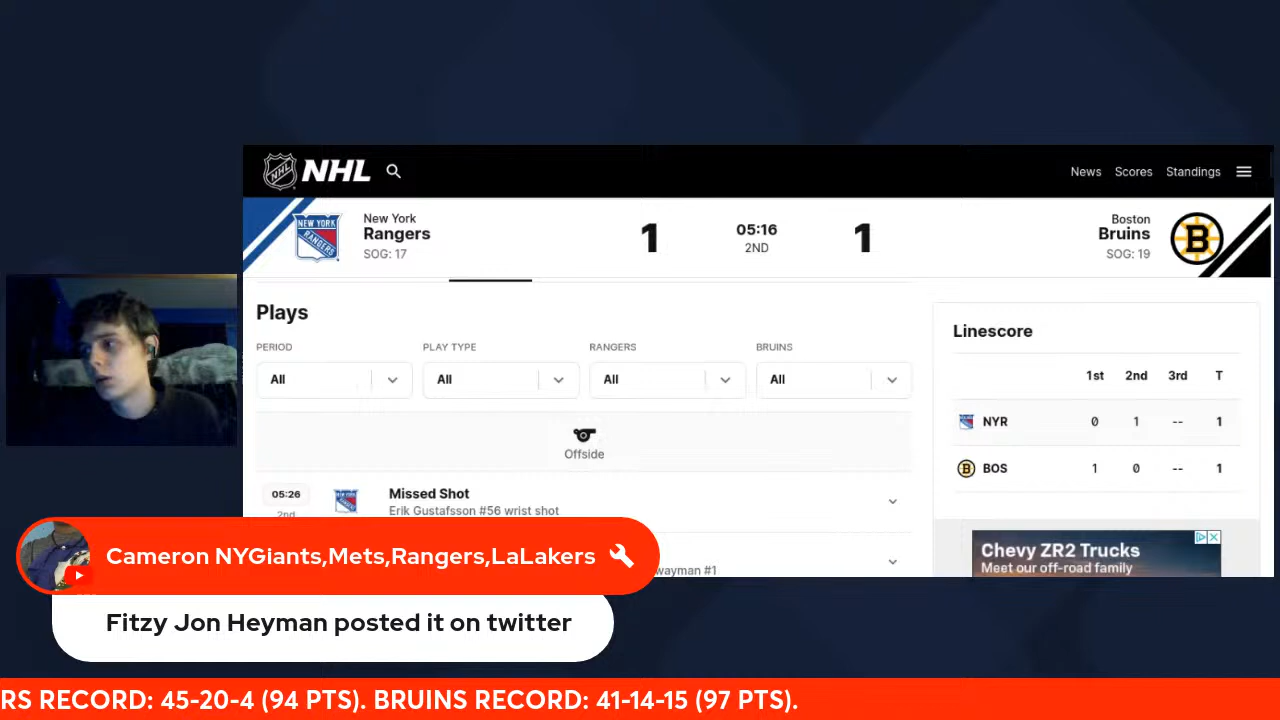 NHL
NHL
News Scores Standings
NEW YORK
RANGERS
New York
Rangers
SOG: 17
1
05:16
2ND
1
Boston
Bruins
SOG: 19
B
Plays
PERIOD PLAY TYPE RANGERS BRUINS
All All All All
Offside
05:26
2nd
Missed Shot
Erik Gustafsson #56 wrist shot
wayman #1
Linescore
1st 2nd 3rd T
NYR 0 1 -- 1
BOS 1 0 -- 1
Chevy ZR2 Trucks
Meet our off-road family
Cameron NYGiants,Mets,Rangers,LaLakers
Fitzy Jon Heyman posted it on twitter
RS RECORD: 45-20-4 (94 PTS). BRUINS RECORD: 41-14-15 (97 PTS).